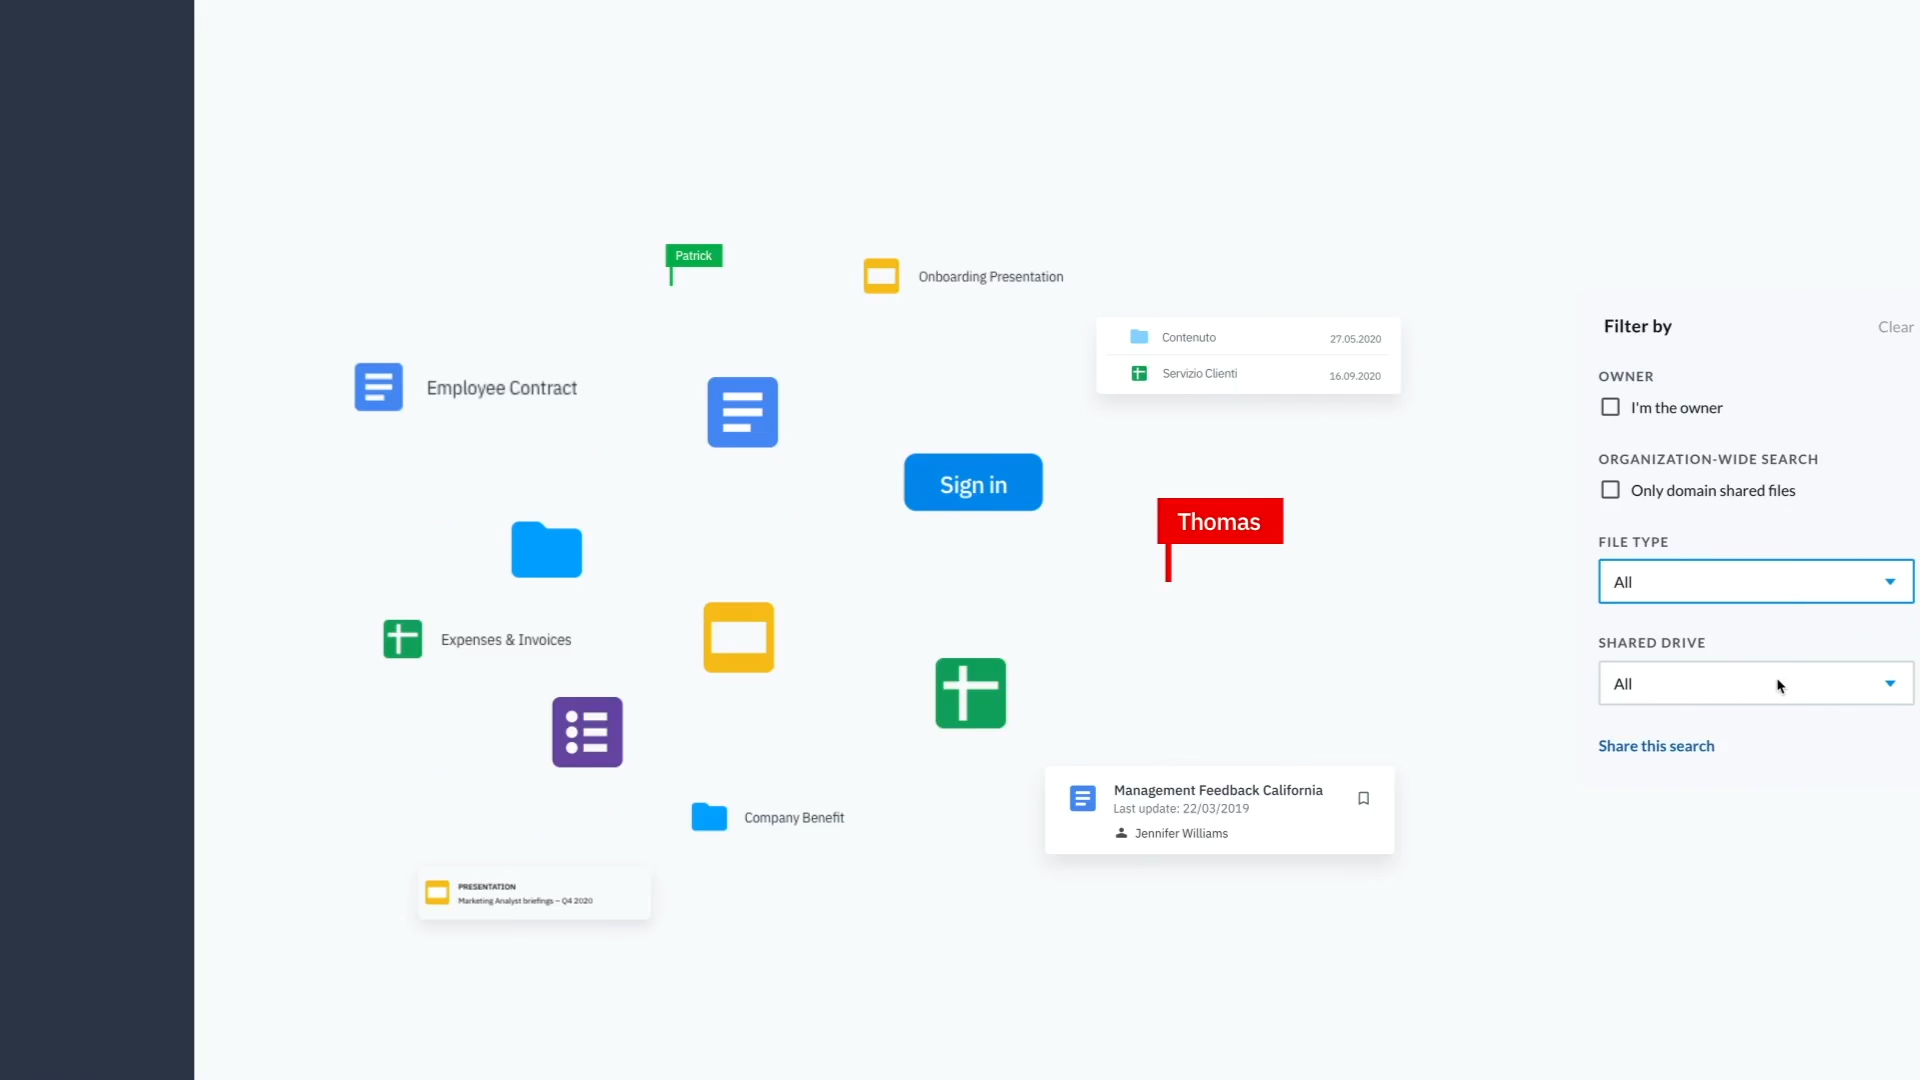 Patrick
Onboarding Presentation
Contenuto 27.05.2020
Servizio Clienti 16.09.2020
Employee Contract
Sign in
Thomas
Expenses & Invoices
Management Feedback California
Last update: 22/03/2019
Jennifer Williams
Company Benefit
PRESENTATION
Marketing Analyst briefings – Q4 2020
Filter by Clear
OWNER
I'm the owner
ORGANIZATION-WIDE SEARCH
Only domain shared files
FILE TYPE
All
SHARED DRIVE
All
Share this search